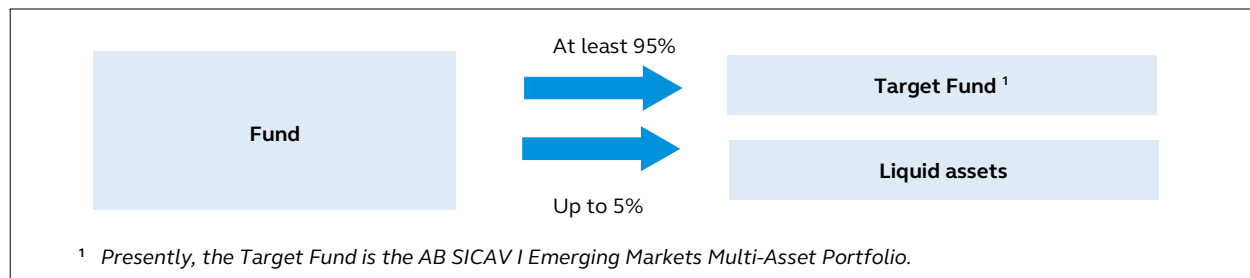 At least 95%
Fund
Target Fund ¹
Liquid assets
Up to 5%
¹ Presently, the Target Fund is the AB SICAV I Emerging Markets Multi-Asset Portfolio.